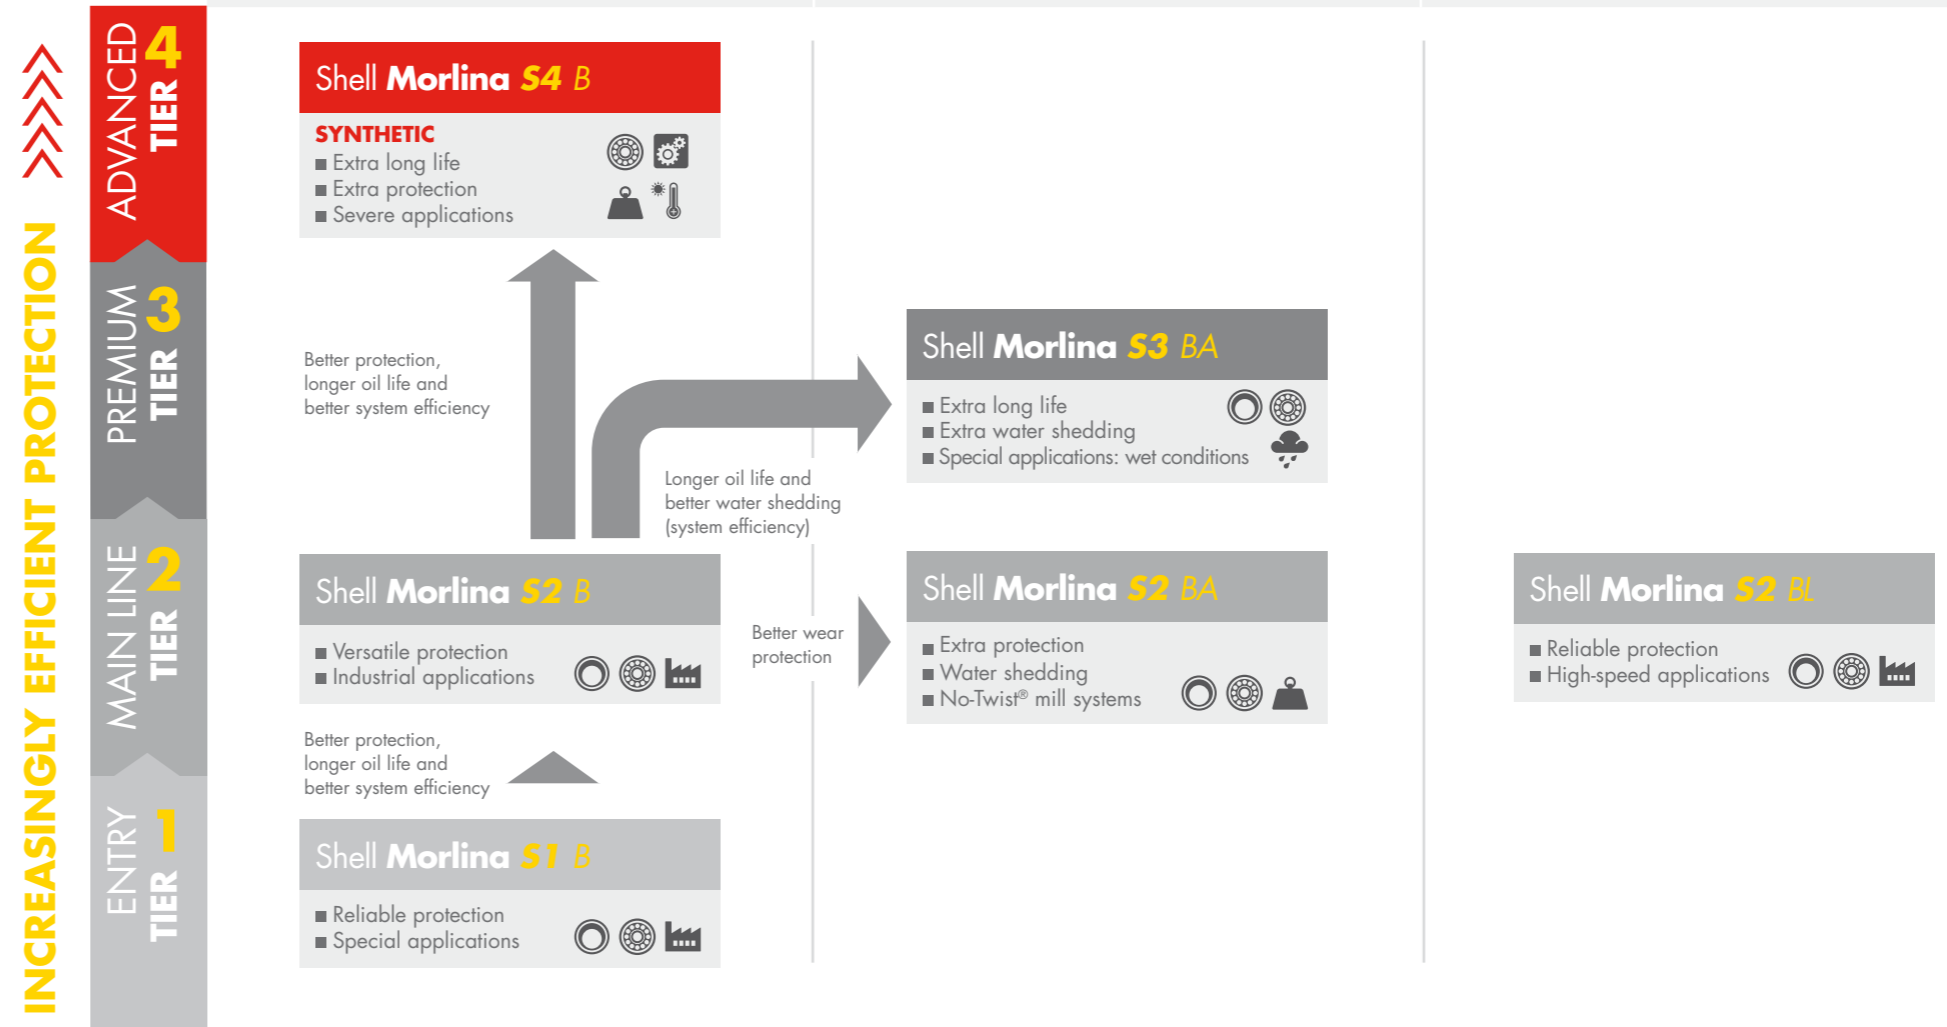 INCREASINGLY EFFICIENT PROTECTION
ADVANCED
TIER 4
PREMIUM
TIER 3
MAIN LINE
TIER 2
ENTRY
TIER 1
Shell Morlina S4 B
SYNTHETIC
■ Extra long life
■ Extra protection
■ Severe applications
Better protection,
longer oil life and
better system efficiency
Longer oil life and
better water shedding
(system efficiency)
Shell Morlina S3 BA
■ Extra long life
■ Extra water shedding
■ Special applications: wet conditions
Shell Morlina S2 B
■ Versatile protection
■ Industrial applications
Better wear
protection
Shell Morlina S2 BA
■ Extra protection
■ Water shedding
■ No-Twist® mill systems
Shell Morlina S2 BL
■ Reliable protection
■ High-speed applications
Better protection,
longer oil life and
better system efficiency
Shell Morlina S1 B
■ Reliable protection
■ Special applications